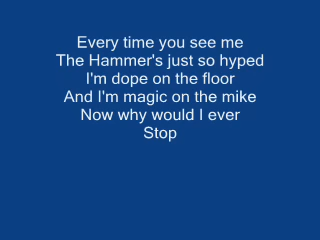 Every time you see me
The Hammer's just so hyped
I'm dope on the floor
And I'm magic on the mike
Now why would I ever
Stop